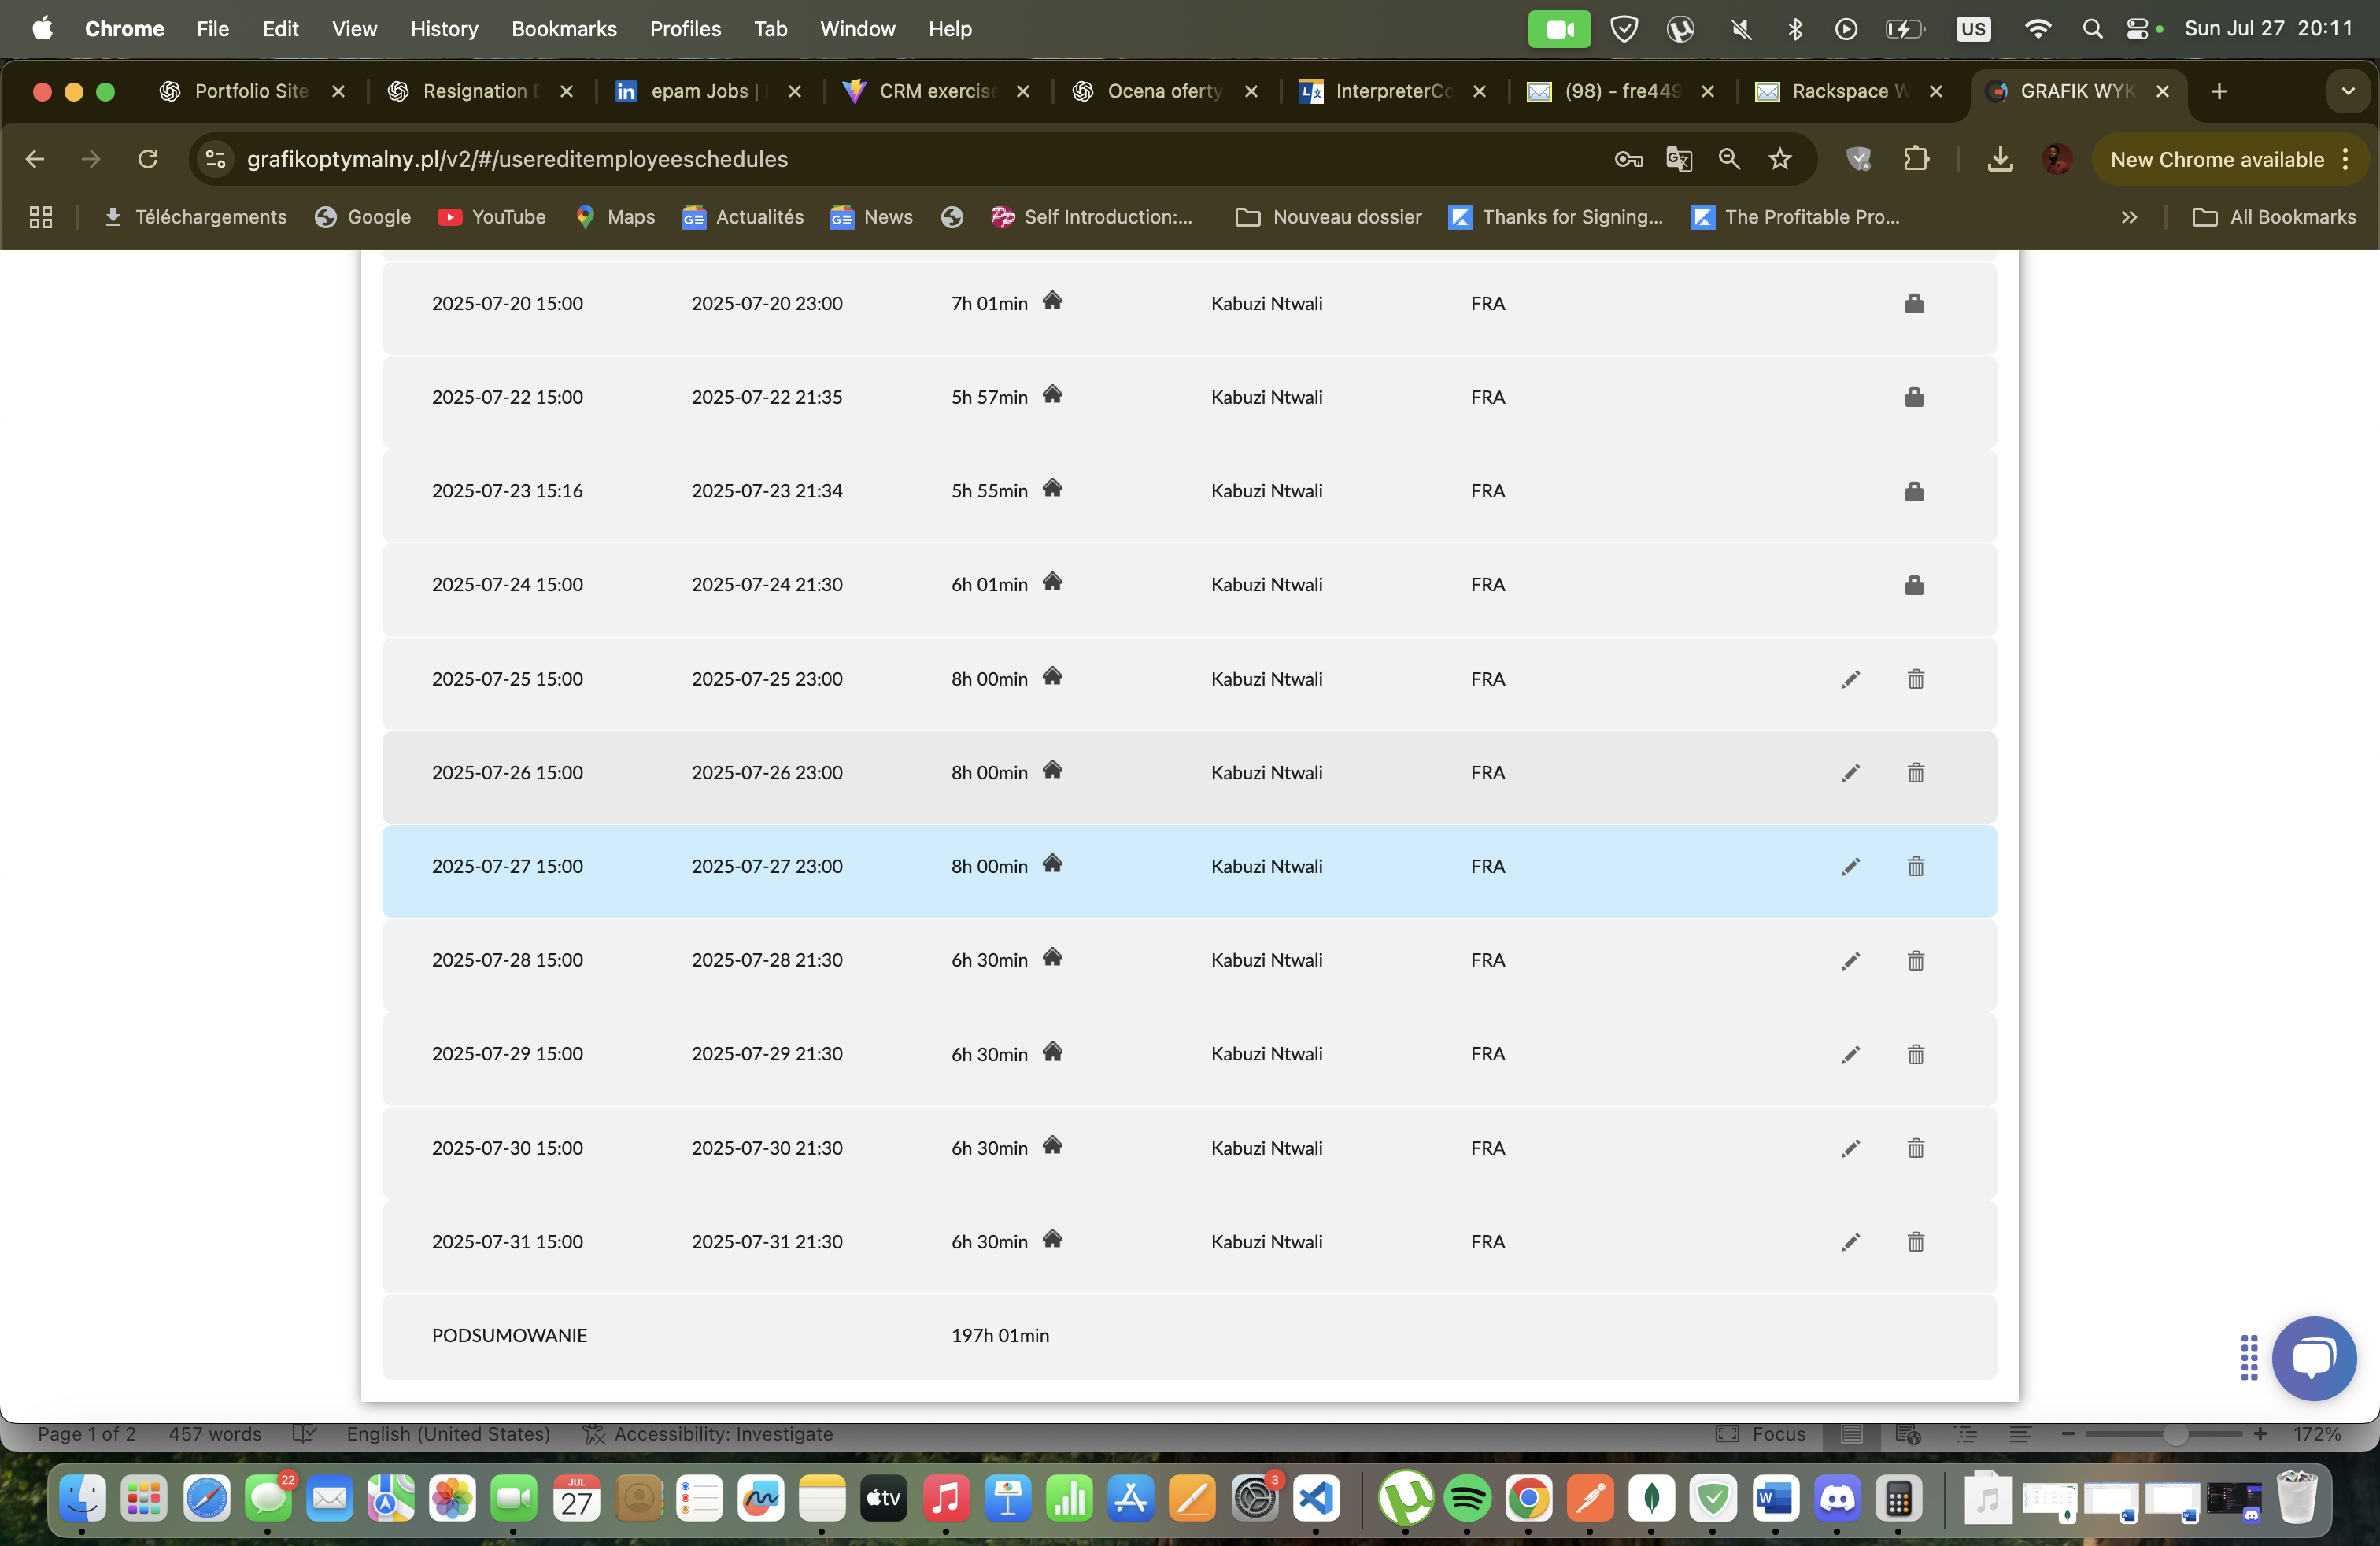 Chrome File Edit View History Bookmarks Profiles Tab Window Help US Sun Jul 27 20:11
Portfolio Site Resignation epam Jobs | CRM exercise Ocena oferty InterpreterCo (98) - fre449 Rackspace W GRAFIK WYK
grafikoptymalny.pl/v2/#/usereditemployeeschedules New Chrome available
Téléchargements Google YouTube Maps Actualités News Self Introduction:... Nouveau dossier Thanks for Signing... The Profitable Pro... All Bookmarks
2025-07-20 15:00 2025-07-20 23:00 7h 01min Kabuzi Ntwali FRA
2025-07-22 15:00 2025-07-22 21:35 5h 57min Kabuzi Ntwali FRA
2025-07-23 15:16 2025-07-23 21:34 5h 55min Kabuzi Ntwali FRA
2025-07-24 15:00 2025-07-24 21:30 6h 01min Kabuzi Ntwali FRA
2025-07-25 15:00 2025-07-25 23:00 8h 00min Kabuzi Ntwali FRA
2025-07-26 15:00 2025-07-26 23:00 8h 00min Kabuzi Ntwali FRA
2025-07-27 15:00 2025-07-27 23:00 8h 00min Kabuzi Ntwali FRA
2025-07-28 15:00 2025-07-28 21:30 6h 30min Kabuzi Ntwali FRA
2025-07-29 15:00 2025-07-29 21:30 6h 30min Kabuzi Ntwali FRA
2025-07-30 15:00 2025-07-30 21:30 6h 30min Kabuzi Ntwali FRA
2025-07-31 15:00 2025-07-31 21:30 6h 30min Kabuzi Ntwali FRA
PODSUMOWANIE 197h 01min
Page 1 of 2 457 words English (United States) Accessibility: Investigate Focus 172%
22 JUL 27 tv 3